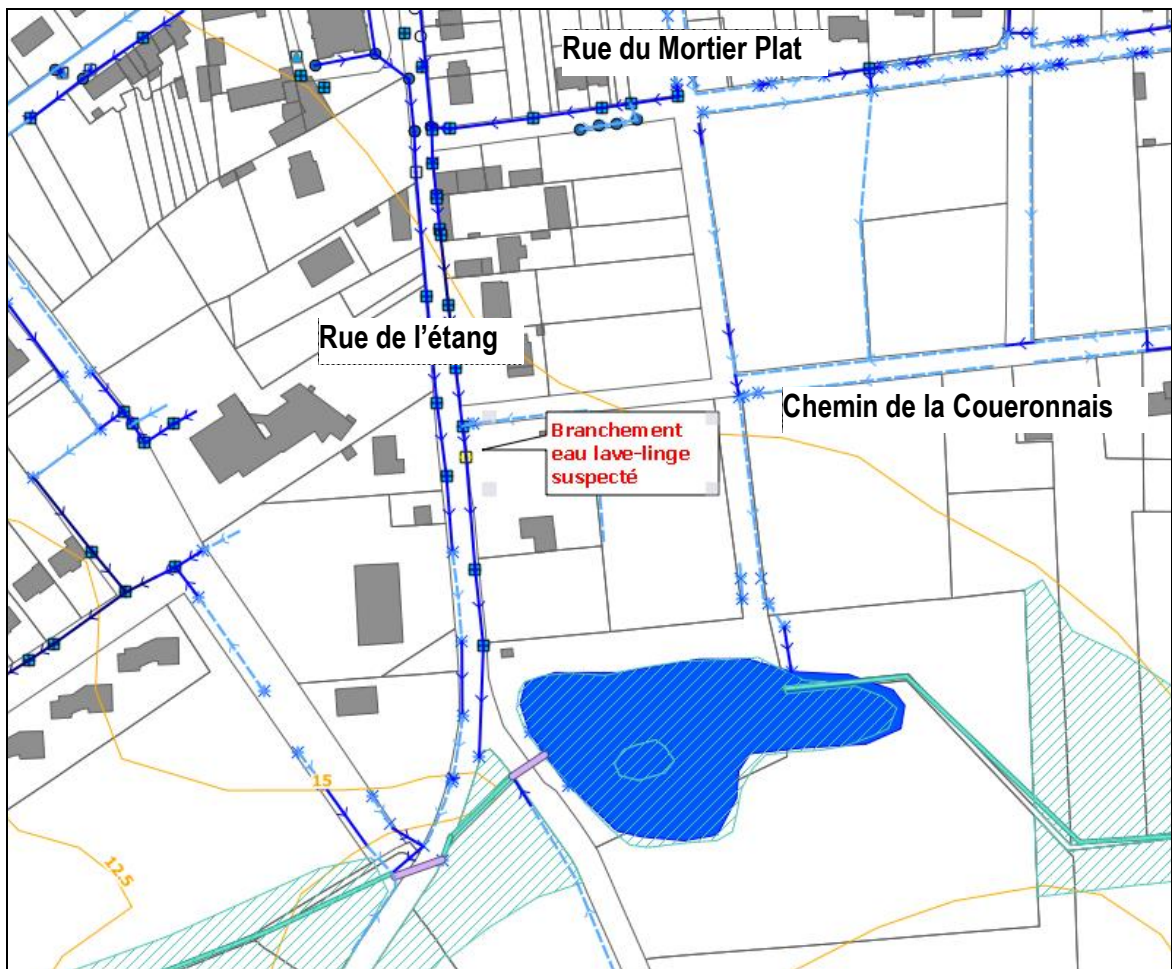 Rue du Mortier Plat
Rue de l'étang
Chemin de la Coueronnais
Branchement
eau lave-linge
suspecté
15
12.5